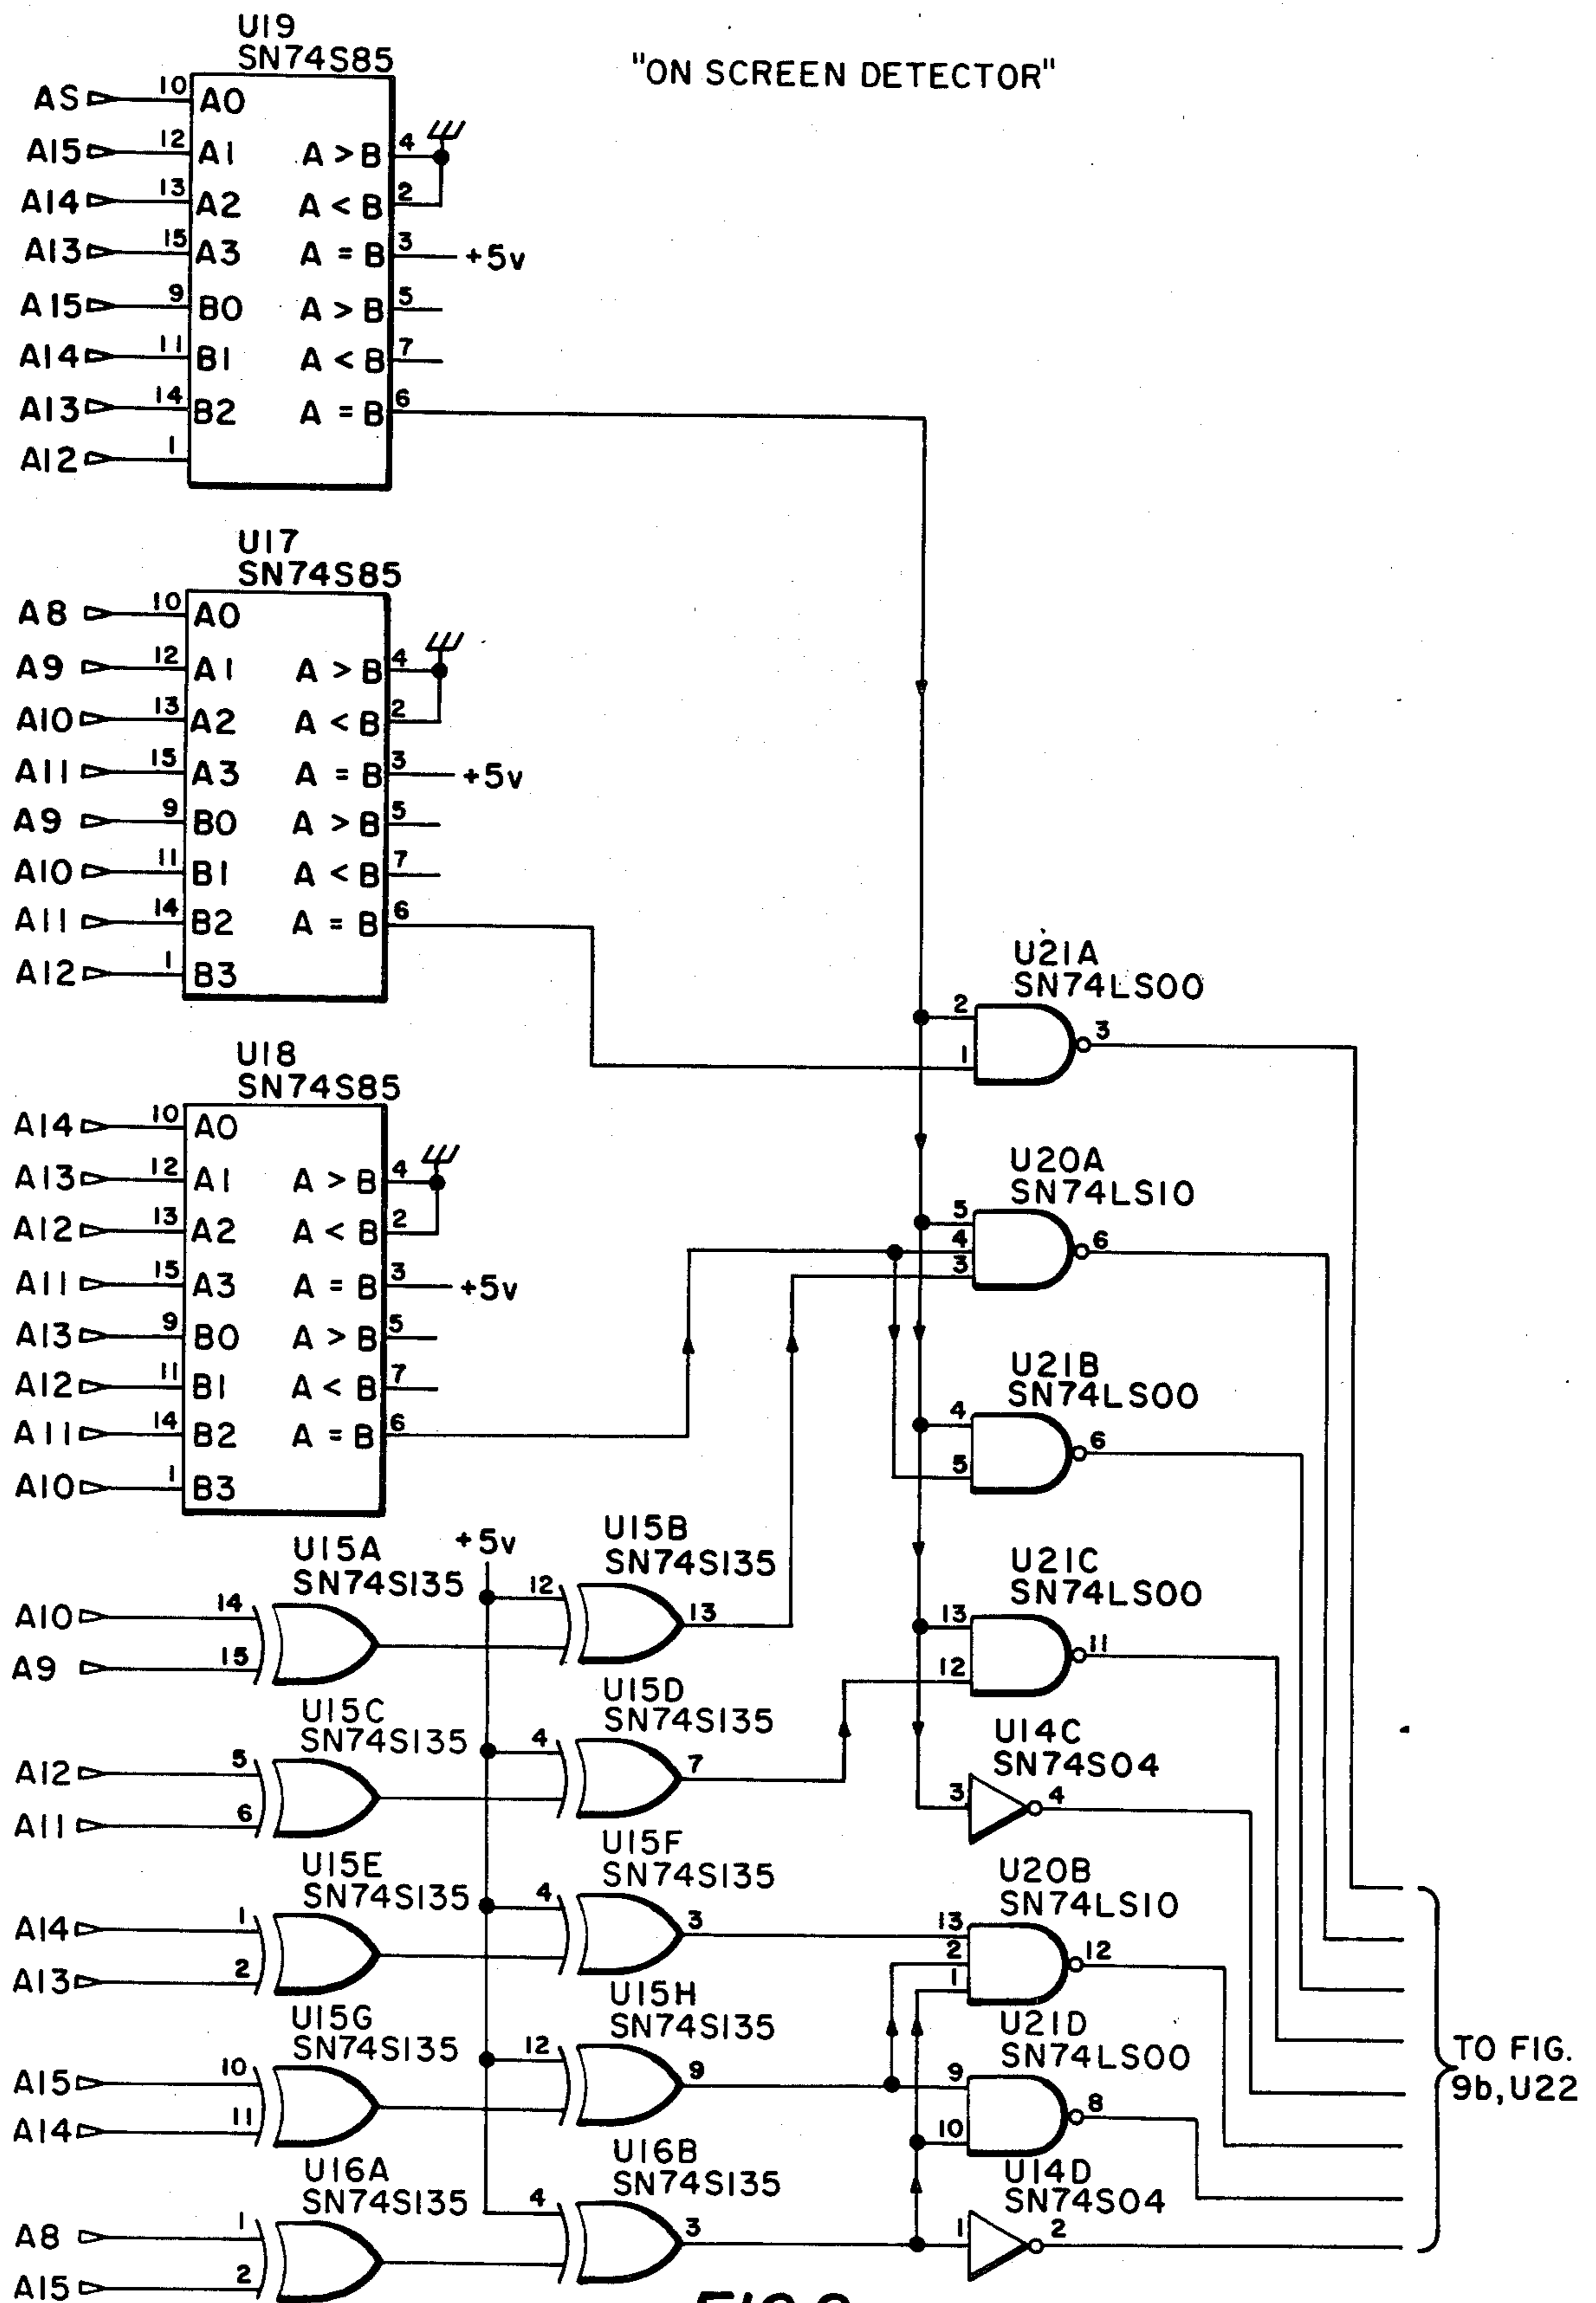 "ON SCREEN DETECTOR"
U19
SN74S85
AS 10 A0
A15 12 A1 A > B 4
A14 13 A2 A < B 2
A13 15 A3 A = B 3 +5v
A15 9 B0 A > B 5
A14 11 B1 A < B 7
A13 14 B2 A = B 6
A12 1
U17
SN74S85
A8 10 A0
A9 12 A1 A > B 4
A10 13 A2 A < B 2
A11 15 A3 A = B 3 +5v
A9 9 B0 A > B 5
A10 11 B1 A < B 7
A11 14 B2 A = B 6
A12 1 B3
U18
SN74S85
A14 10 A0
A13 12 A1 A > B 4
A12 13 A2 A < B 2
A11 15 A3 A = B 3 +5v
A13 9 B0 A > B 5
A12 11 B1 A < B 7
A11 14 B2 A = B 6
A10 1 B3
U21A
SN74LS00
2
1
3
U20A
SN74LS10
5
4
3
6
U21B
SN74LS00
4
5
6
+5v
U15A
SN74S135
A10 14
A9 15
U15B
SN74S135
12
13
U21C
SN74LS00
13
12
11
U15C
SN74S135
A12 5
A11 6
U15D
SN74S135
4
7
U14C
SN74S04
3 4
U15E
SN74S135
A14 1
A13 2
U15F
SN74S135
4
3
U20B
SN74LS10
13
2
1
12
U15G
SN74S135
A15 10
A14 11
U15H
SN74S135
12
9
U21D
SN74LS00
9
10
8
U16A
SN74S135
A8 1
A15 2
U16B
SN74S135
4
3
U14D
SN74S04
1 2
TO FIG.
9b, U22